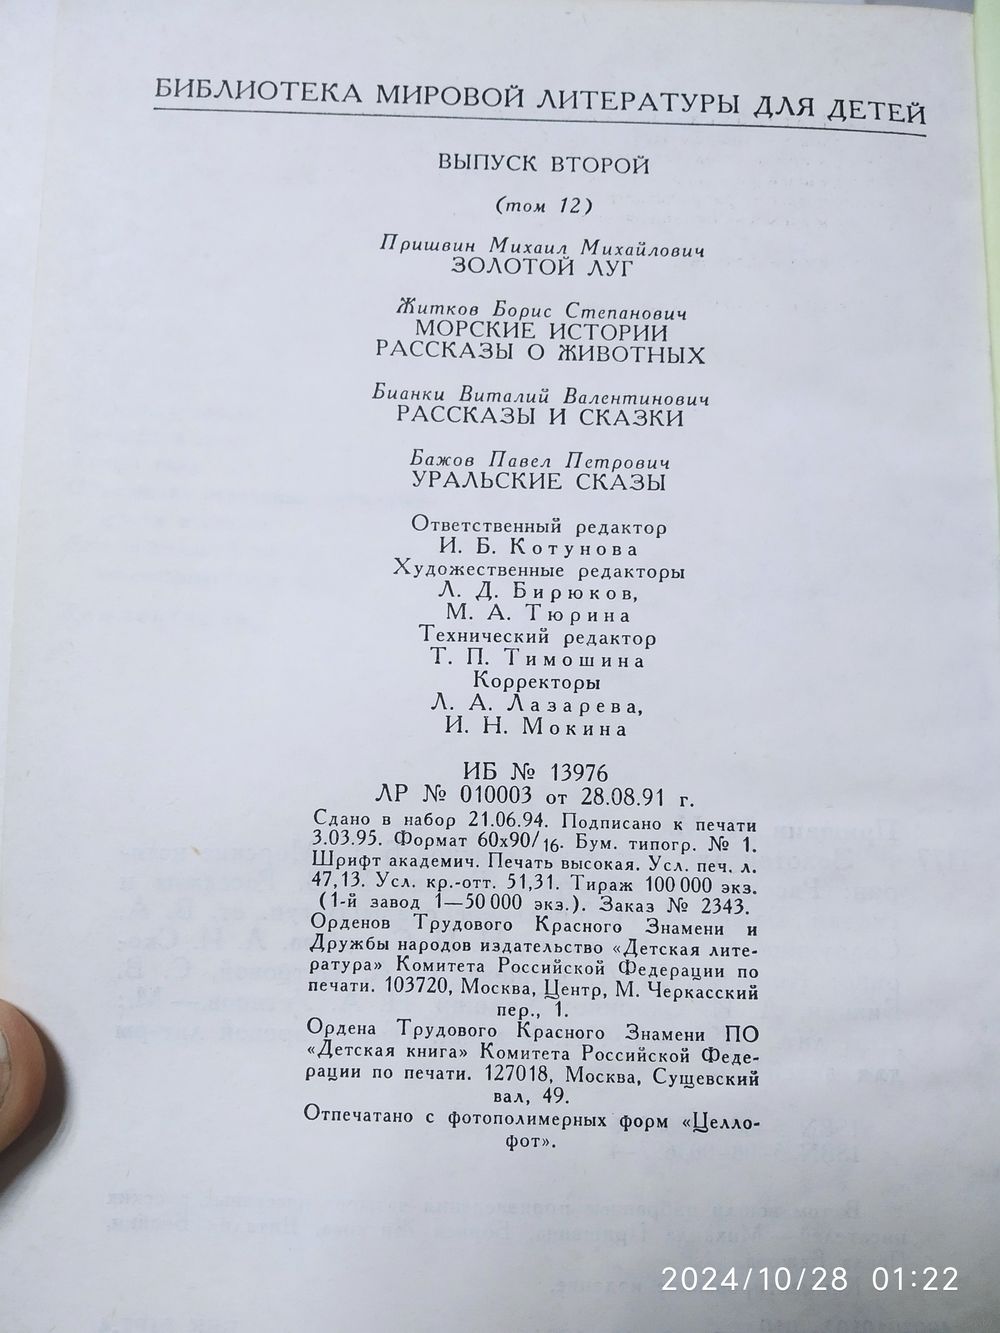 БИБЛИОТЕКА МИРОВОЙ ЛИТЕРАТУРЫ ДЛЯ ДЕТЕЙ
ВЫПУСК ВТОРОЙ
(том 12)
Пришвин Михаил Михайлович
ЗОЛОТОЙ ЛУГ
Житков Борис Степанович
МОРСКИЕ ИСТОРИИ
РАССКАЗЫ О ЖИВОТНЫХ
Бианки Виталий Валентинович
РАССКАЗЫ И СКАЗКИ
Бажов Павел Петрович
УРАЛЬСКИЕ СКАЗЫ
Ответственный редактор
И. Б. Котунова
Художественные редакторы
Л. Д. Бирюков,
М. А. Тюрина
Технический редактор
Т. П. Тимошина
Корректоры
Л. А. Лазарева,
И. Н. Мокина
ИБ № 13976
ЛР № 010003 от 28.08.91 г.
Сдано в набор 21.06.94. Подписано к печати
3.03.95. Формат 60х90/16. Бум. типогр. № 1.
Шрифт академич. Печать высокая. Усл. печ. л.
47,13. Усл. кр.-отт. 51,31. Тираж 100 000 экз.
(1-й завод 1—50 000 экз.). Заказ № 2343.
Орденов Трудового Красного Знамени и
Дружбы народов издательство «Детская лите-
ратура» Комитета Российской Федерации по
печати. 103720, Москва, Центр, М. Черкасский
пер., 1.
Ордена Трудового Красного Знамени ПО
«Детская книга» Комитета Российской Феде-
рации по печати. 127018, Москва, Сущевский
вал, 49.
Отпечатано с фотополимерных форм «Целло-
фот».
2024/10/28 01:22